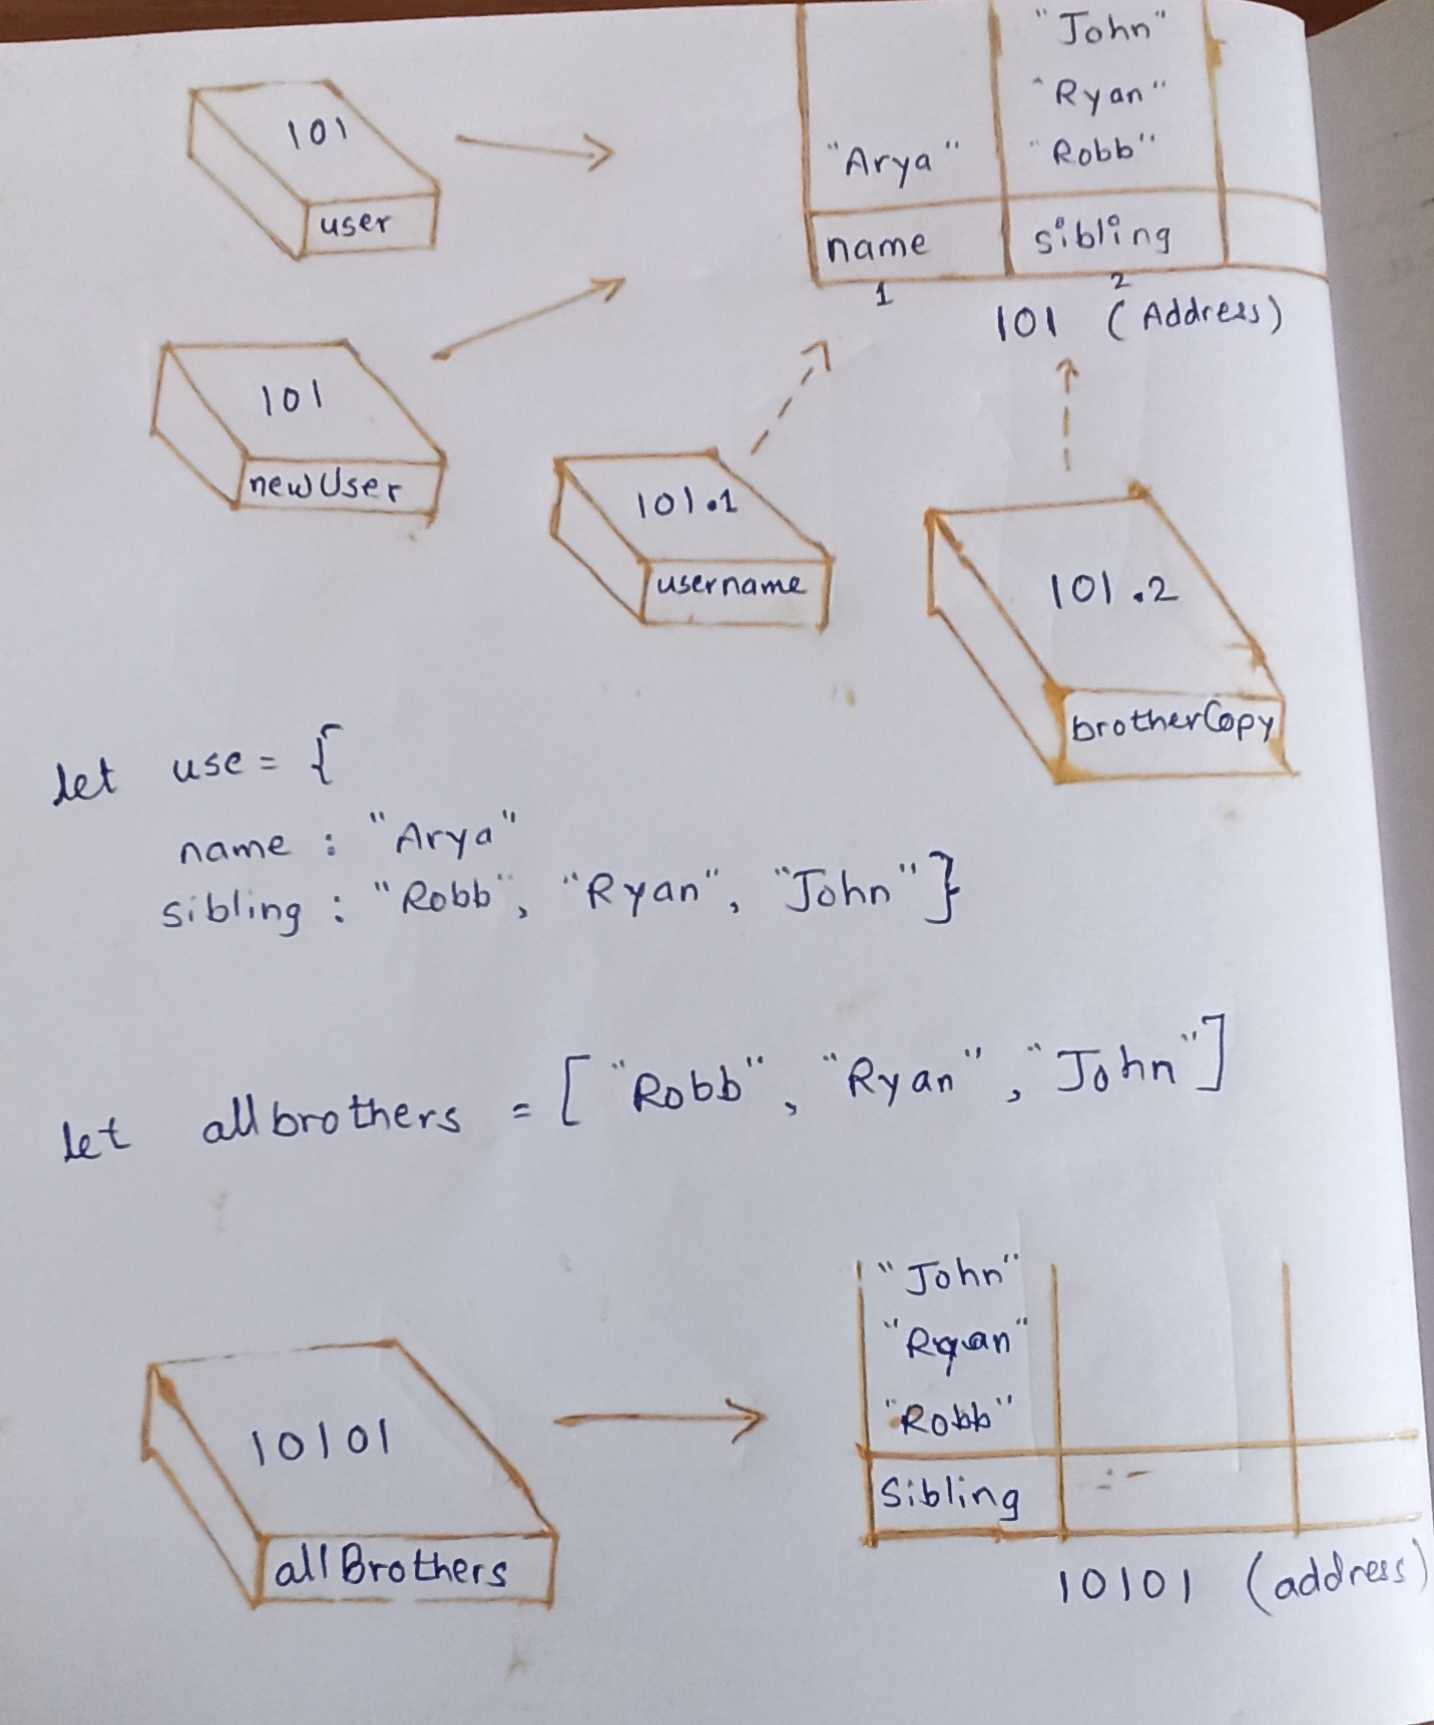 101
user
"John"
"Ryan"
"Arya" "Robb"
name sibling
1 2
101 (Address)
101
newUser
101.1
username
101.2
brotherCopy
let use = {
name : "Arya"
sibling : "Robb", "Ryan", "John"}
let allbrothers = ["Robb", "Ryan", "John"]
10101
allBrothers
"John"
"Ryan"
"Robb"
Sibling
10101 (address)